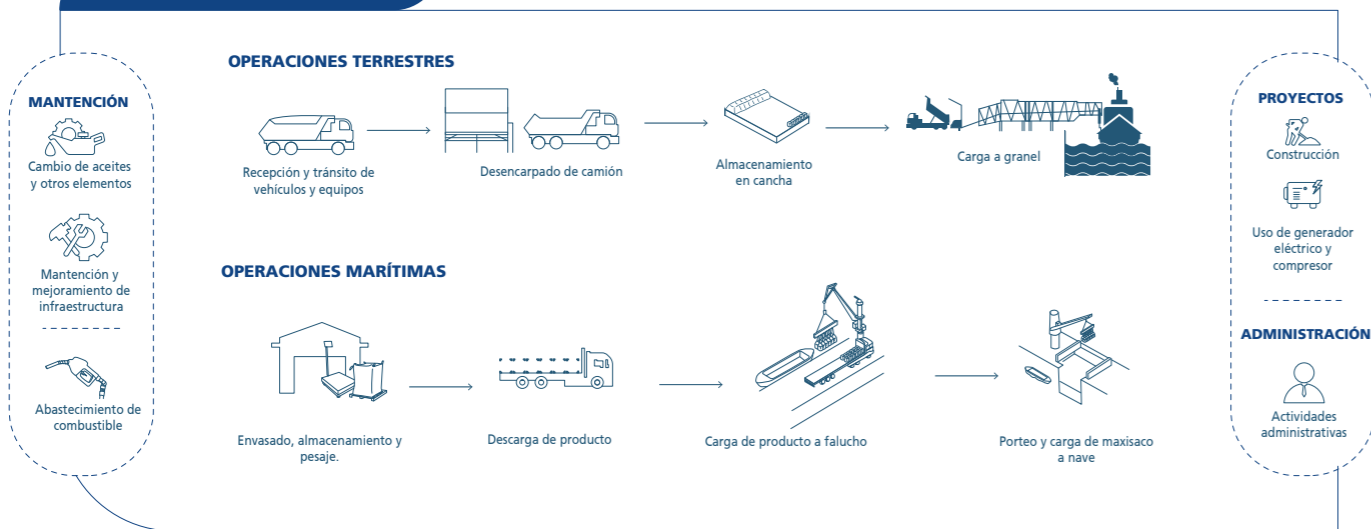 MANTENCIÓN
Cambio de aceites
y otros elementos
Mantención y
mejoramiento de
infraestructura
Abastecimiento de
combustible
OPERACIONES TERRESTRES
Recepción y tránsito de
vehículos y equipos
Desencarpado de camión
Almacenamiento
en cancha
Carga a granel
OPERACIONES MARÍTIMAS
Envasado, almacenamiento y
pesaje.
Descarga de producto
Carga de producto a falucho
Porteo y carga de maxisaco
a nave
PROYECTOS
Construcción
Uso de generador
eléctrico y
compresor
ADMINISTRACIÓN
Actividades
administrativas